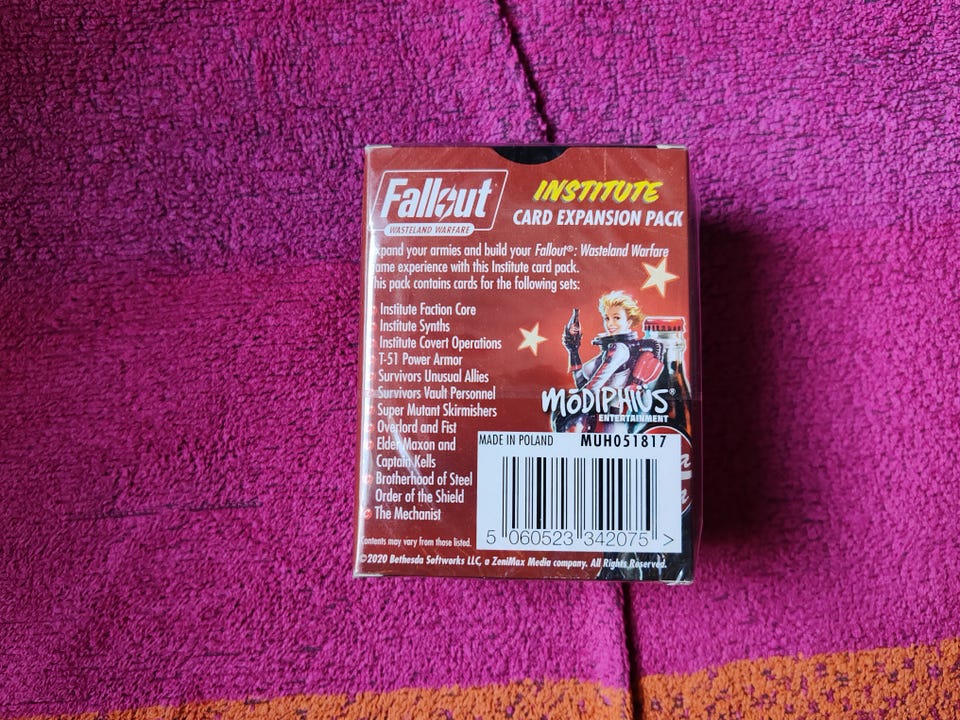 Fallout
WASTELAND WARFARE
INSTITUTE
CARD EXPANSION PACK
xpand your armies and build your Fallout®: Wasteland Warfare
ame experience with this Institute card pack.
his pack contains cards for the following sets:
Institute Faction Core
Institute Synths
Institute Covert Operations
T-51 Power Armor
Survivors Unusual Allies
Survivors Vault Personnel
Super Mutant Skirmishers
Overlord and Fist
Elder Maxon and
Captain Kells
Brotherhood of Steel
Order of the Shield
The Mechanist
MÖDIPHIÜS®
ENTERTAINMENT
MADE IN POLAND MUH051817
5 060523 342075 >
Contents may vary from those listed.
©2020 Bethesda Softworks LLC, a ZeniMax Media company. All Rights Reserved.